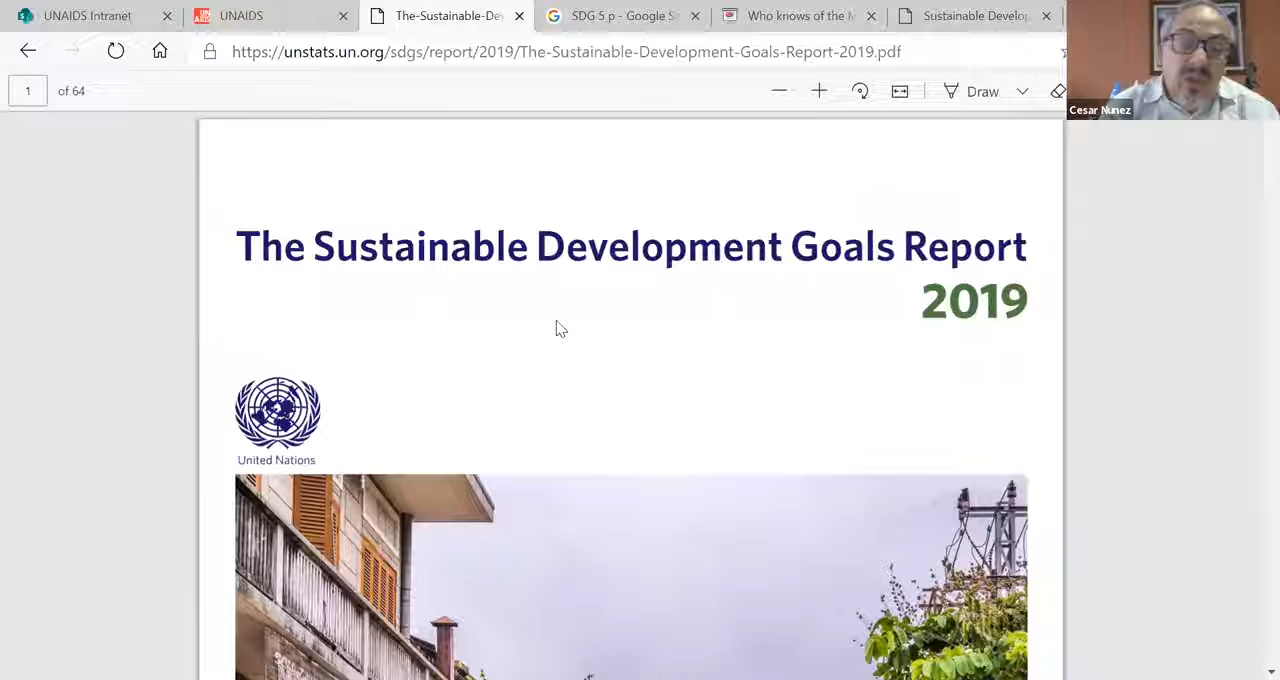 UNAIDS Intranet
UNAIDS
The-Sustainable-De
SDG 5 p - Google S
Who knows of the M
Sustainable Develop
https://unstats.un.org/sdgs/report/2019/The-Sustainable-Development-Goals-Report-2019.pdf
1 of 64
Draw
Cesar Nunez
The Sustainable Development Goals Report
2019
United Nations